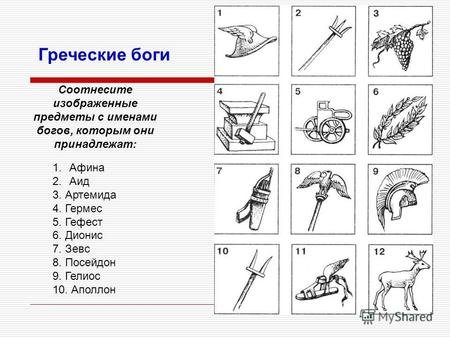 Греческие боги
Соотнесите
изображенные
предметы с именами
богов, которым они
принадлежат:
1. Афина
2. Аид
3. Артемида
4. Гермес
5. Гефест
6. Дионис
7. Зевс
8. Посейдон
9. Гелиос
10. Аполлон
1
2
3
4
5
6
7
8
9
10
11
12
MyShared